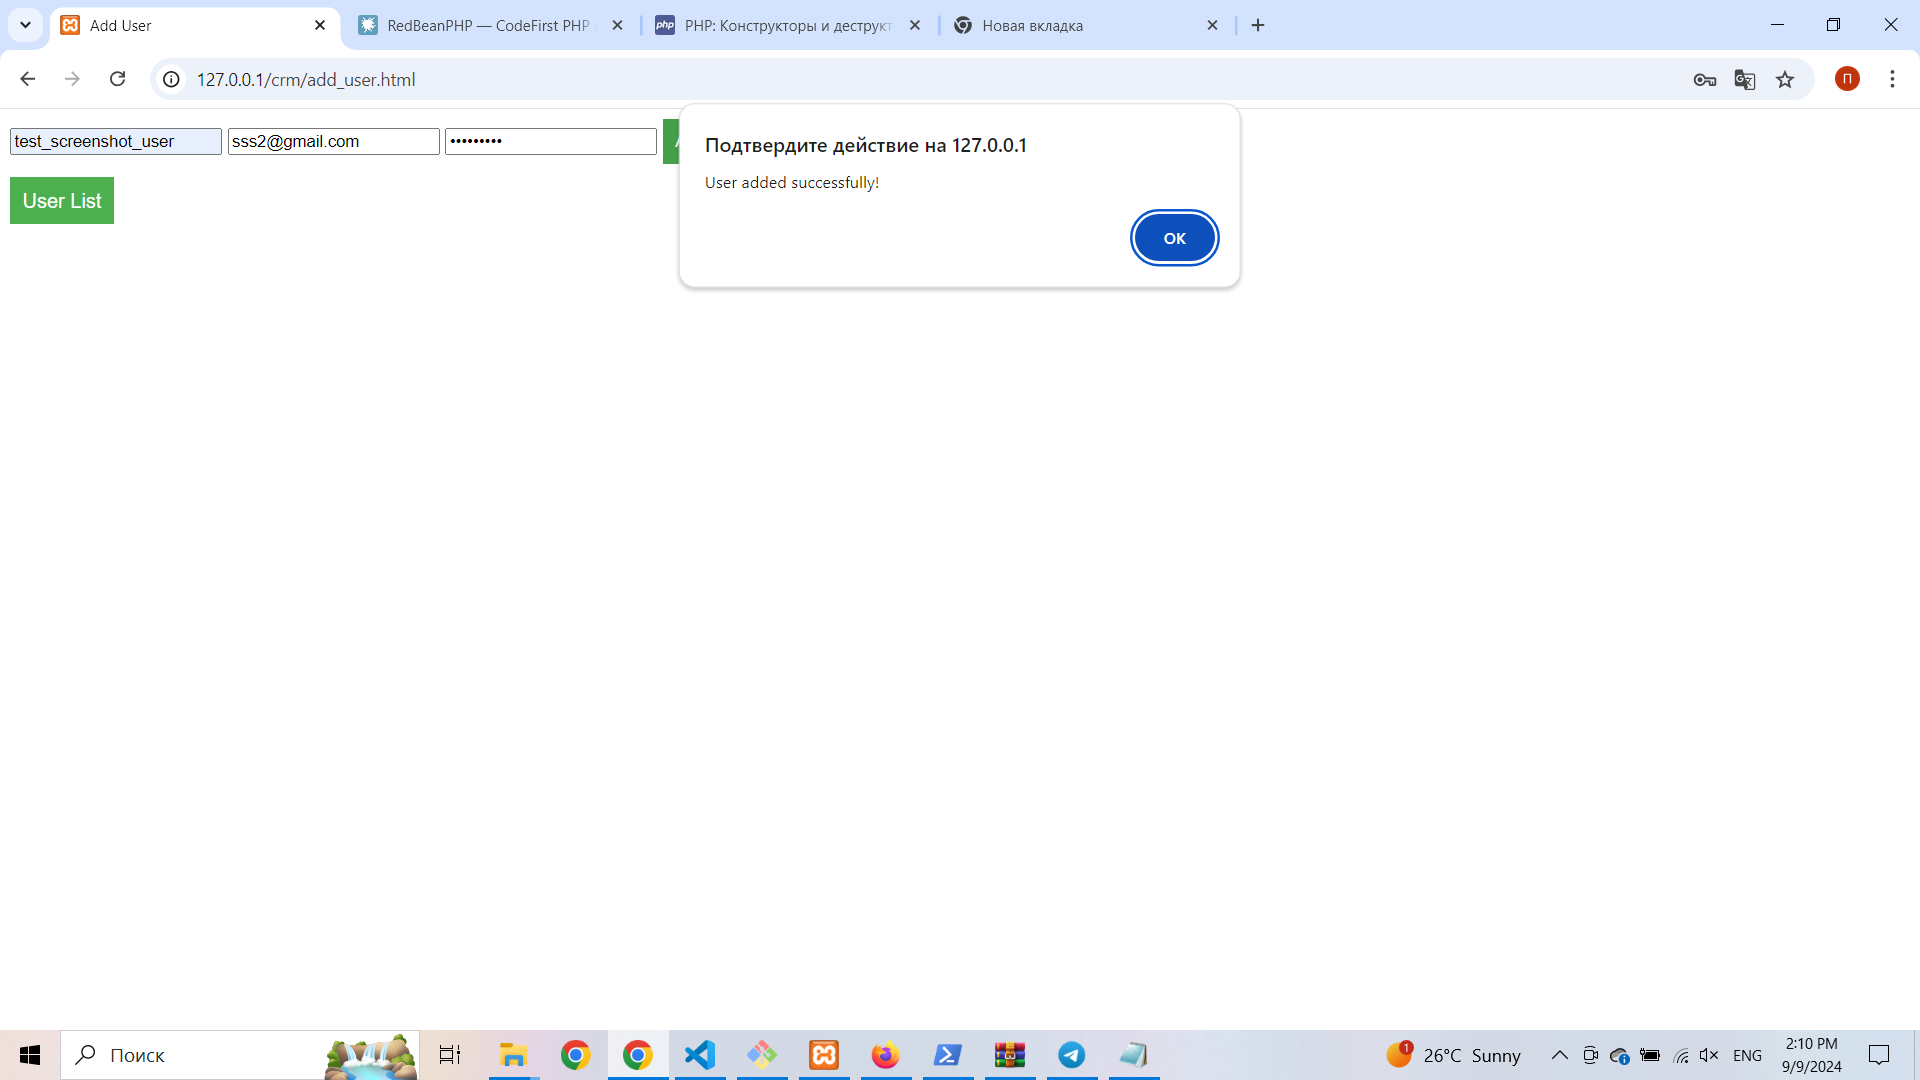 Add User
RedBeanPHP — CodeFirst PHP
php PHP: Конструкторы и деструкт
Новая вкладка
127.0.0.1/crm/add_user.html
П
test_screenshot_user
sss2@gmail.com
•••••••••
Подтвердите действие на 127.0.0.1
User added successfully!
OK
User List
Поиск
1
26°C Sunny
ENG
2:10 PM
9/9/2024